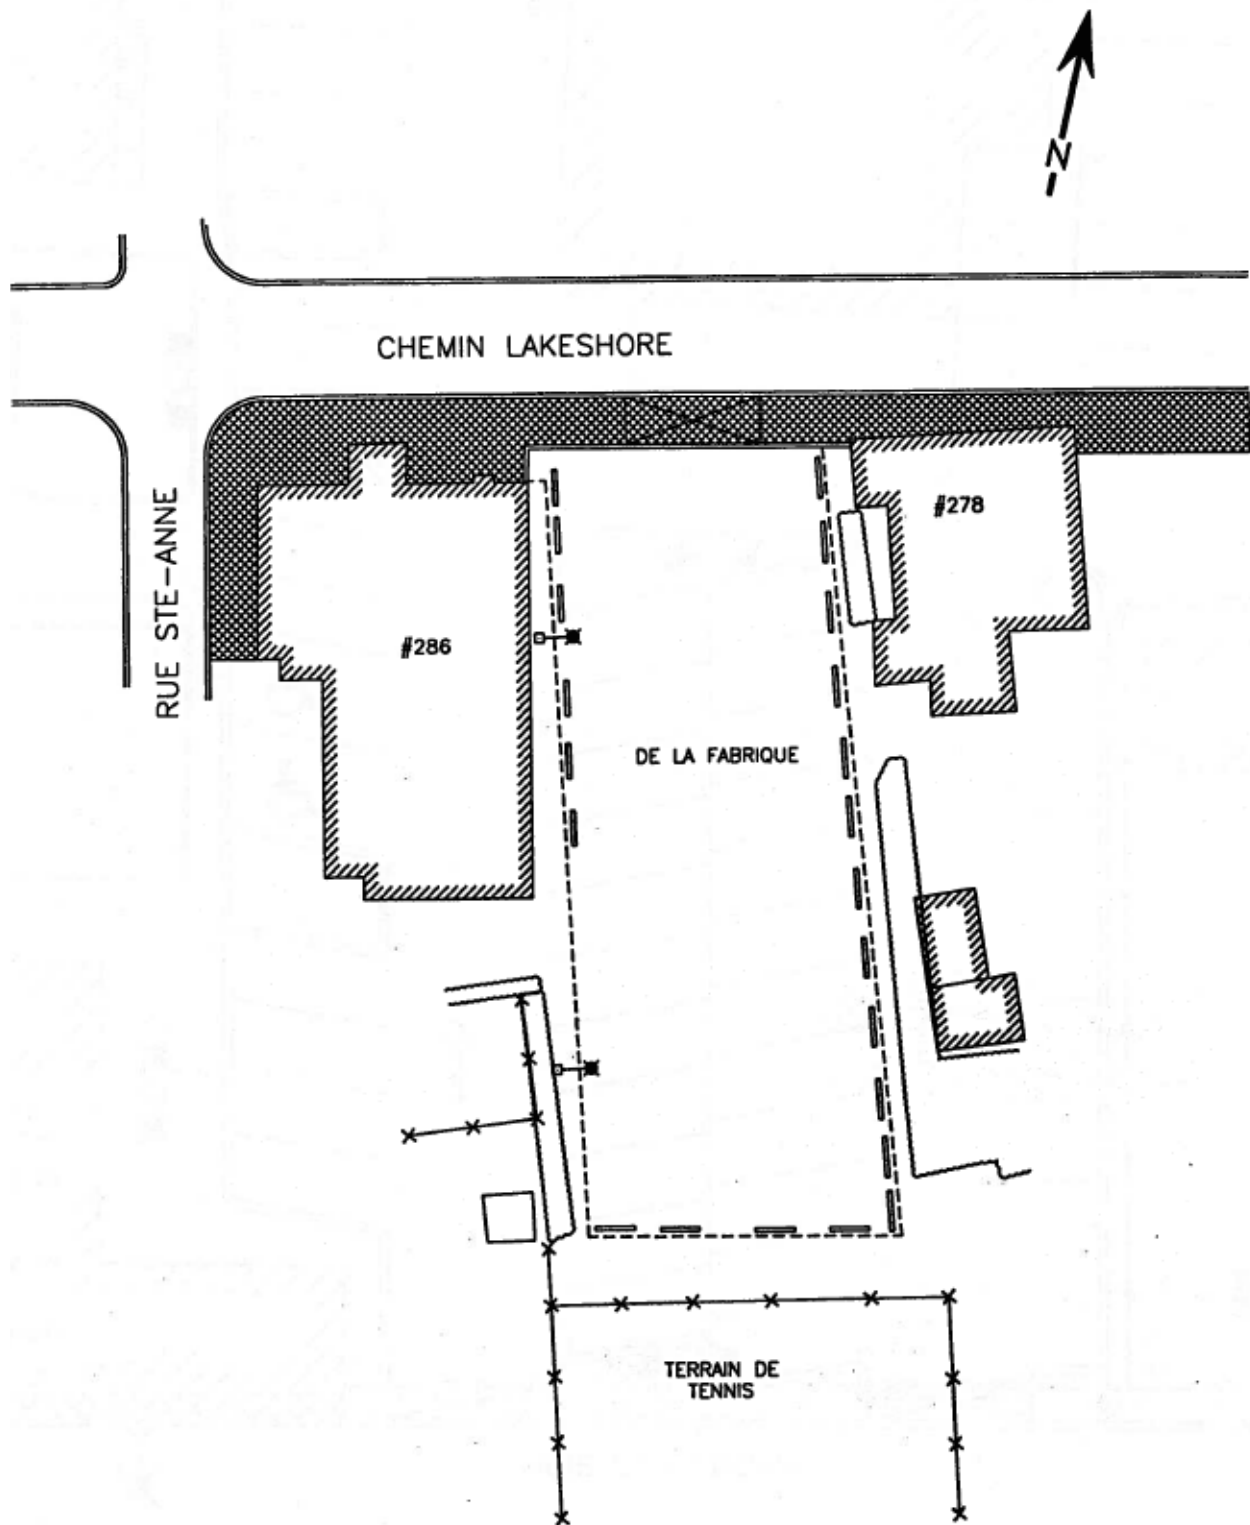 N
CHEMIN LAKESHORE
RUE STE-ANNE
#278
#286
DE LA FABRIQUE
TERRAIN DE
TENNIS